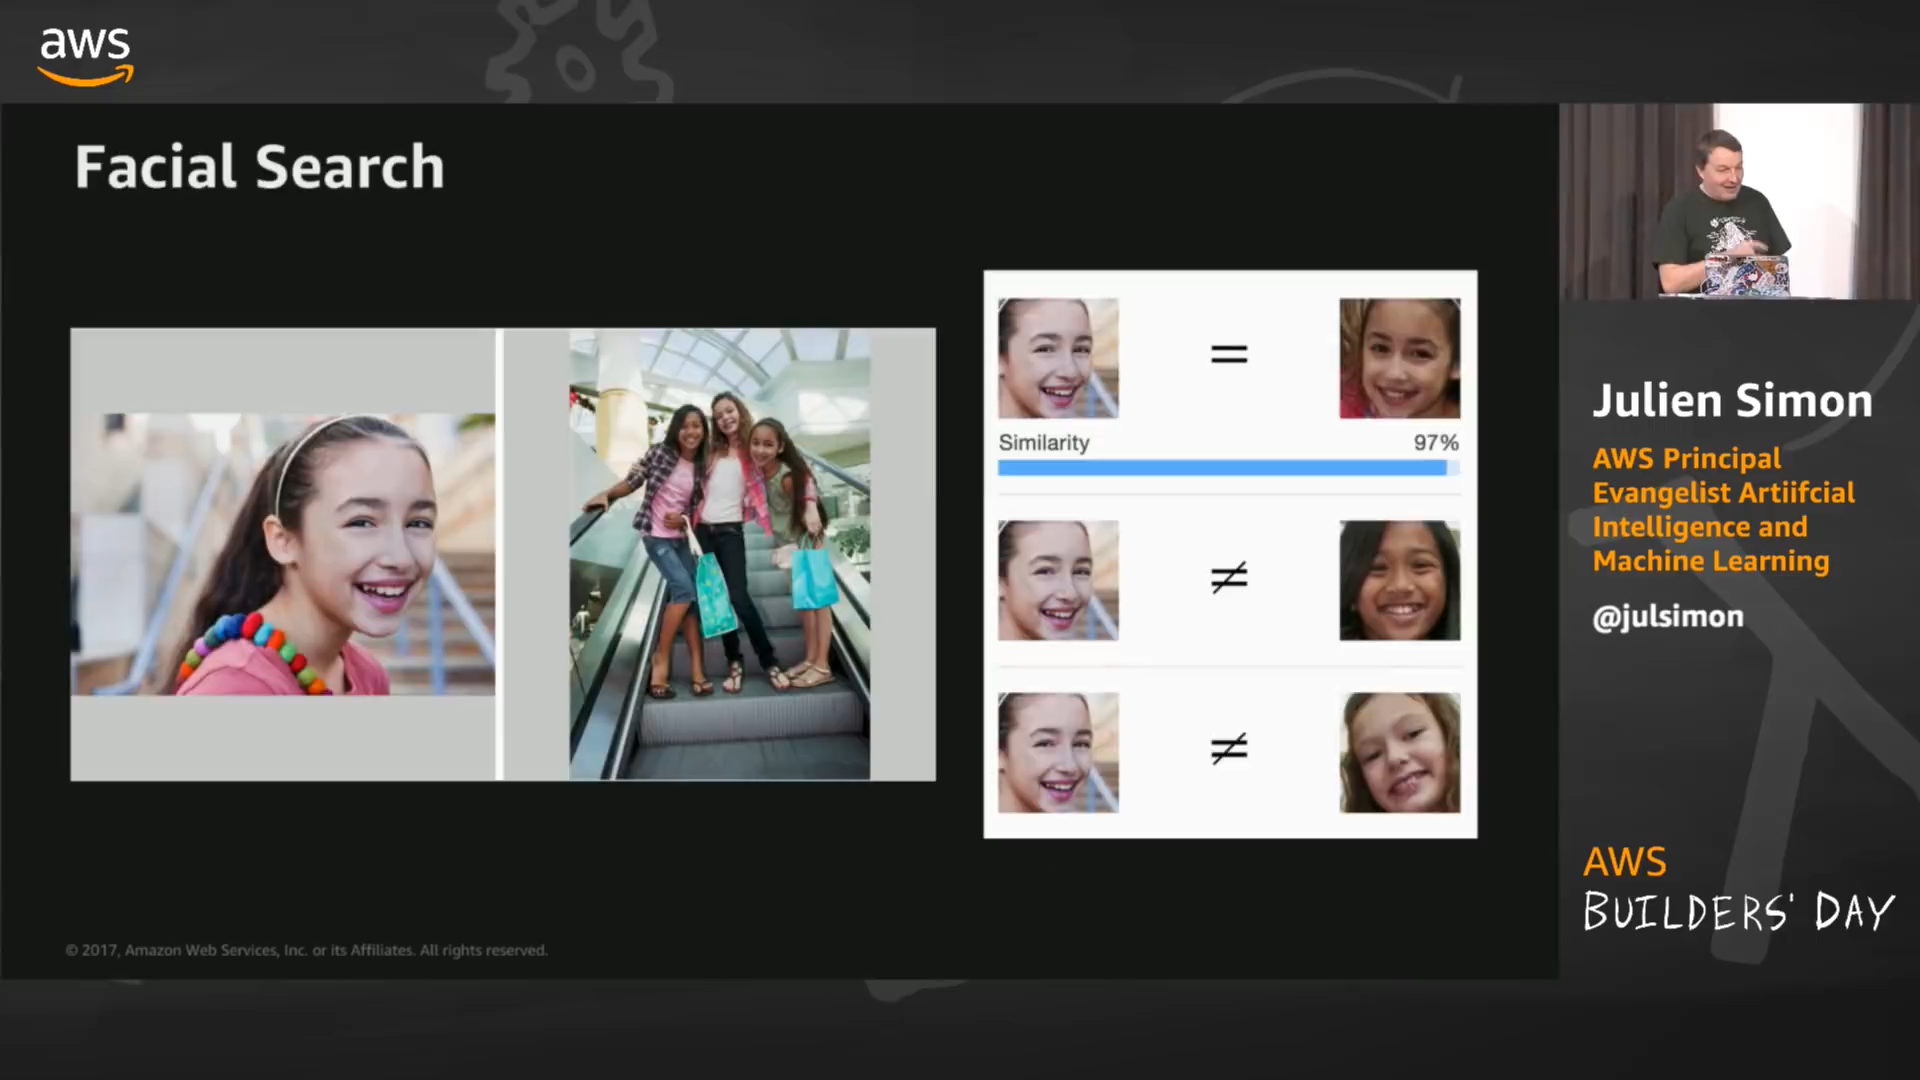 aws
Facial Search
=
Similarity 97%
≠
≠
© 2017, Amazon Web Services, Inc. or its Affiliates. All rights reserved.
Julien Simon
AWS Principal
Evangelist Artiifcial
Intelligence and
Machine Learning
@julsimon
AWS
BUILDERS' DAY